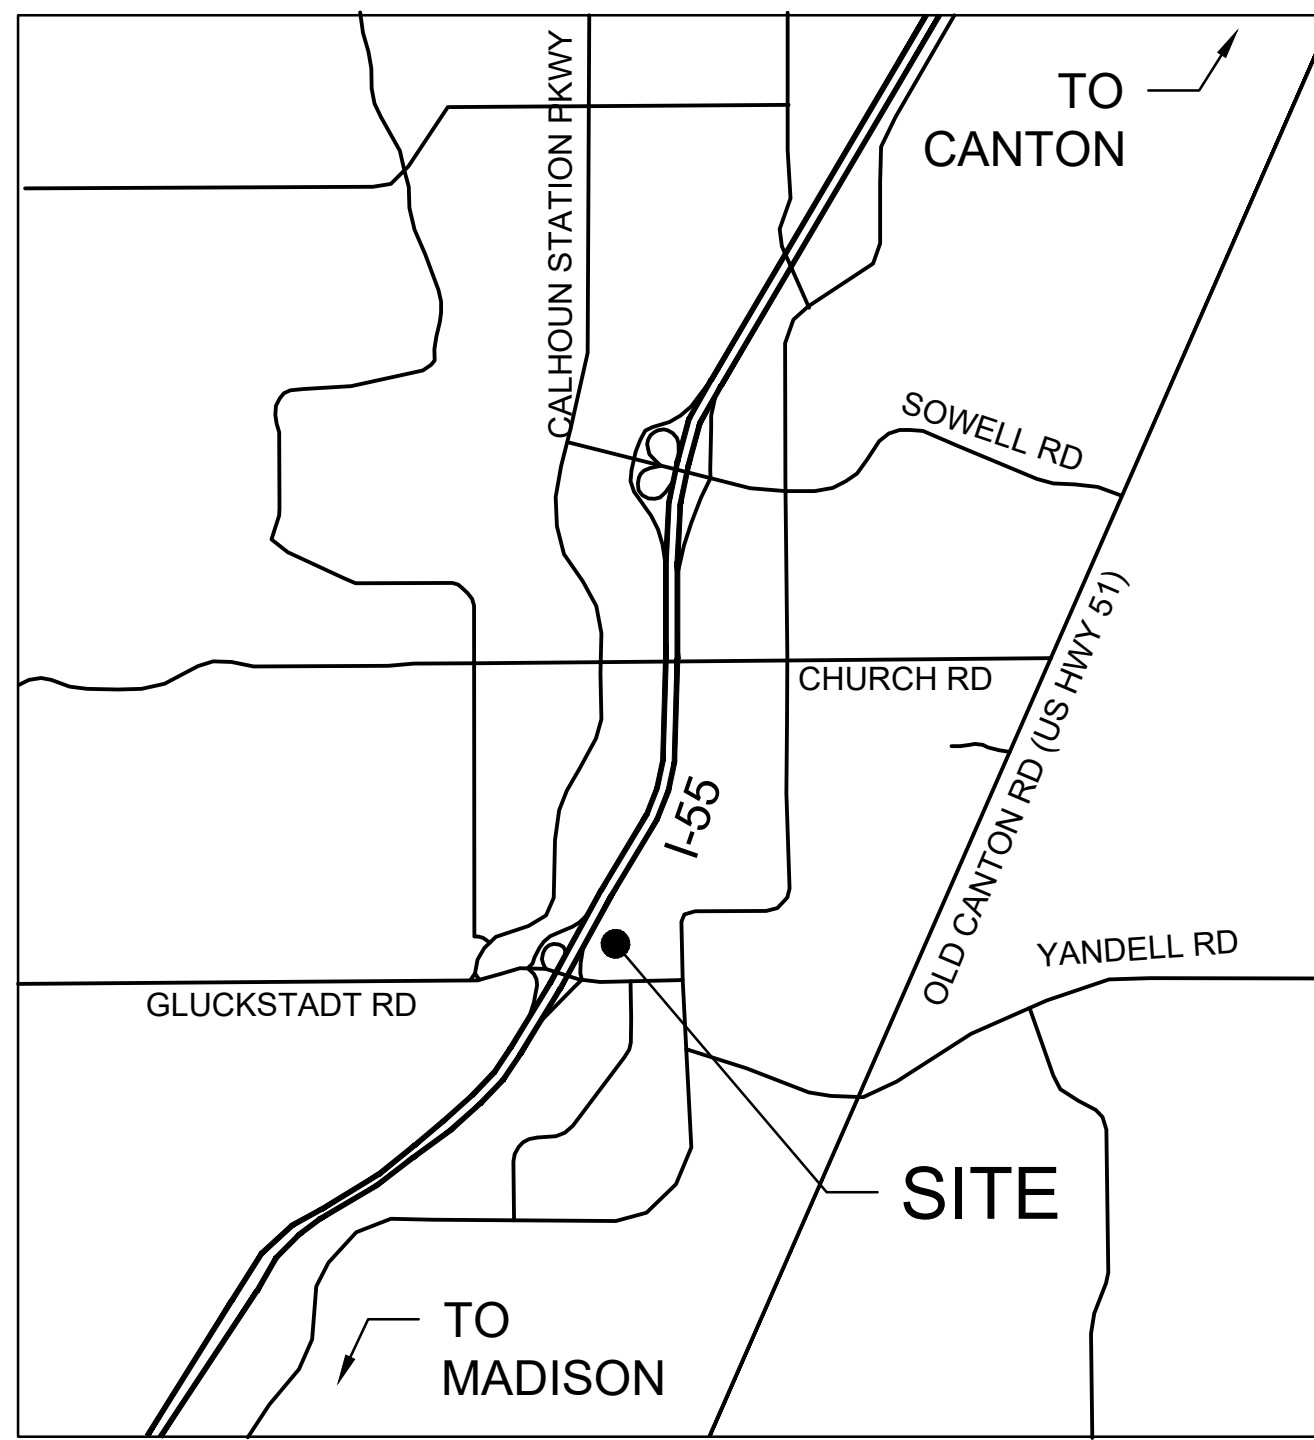 CALHOUN STATION PKWY
TO
CANTON
SOWELL RD
CHURCH RD
OLD CANTON RD (US HWY 51)
I-55
YANDELL RD
GLUCKSTADT RD
SITE
TO
MADISON